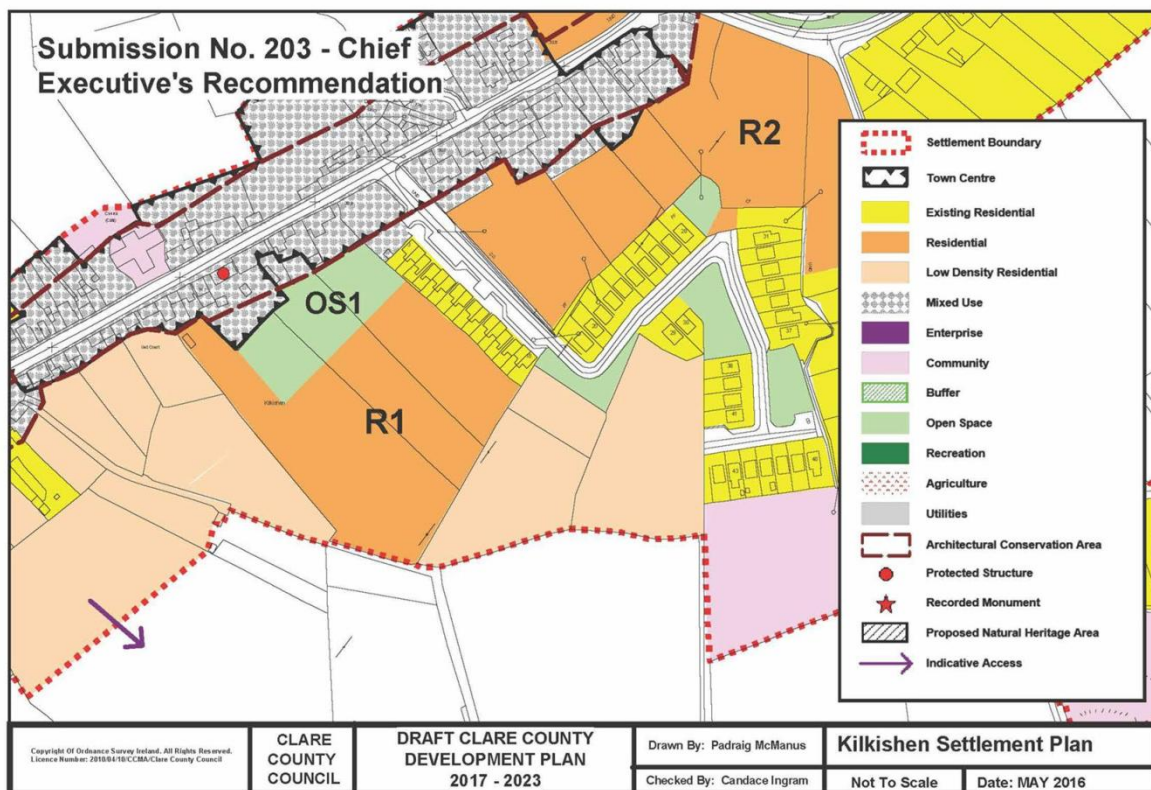 Submission No. 203 - Chief
Executive's Recommendation
R2
OS1
R1
Kilkishen
Settlement Boundary
Town Centre
Existing Residential
Residential
Low Density Residential
Mixed Use
Enterprise
Community
Buffer
Open Space
Recreation
Agriculture
Utilities
Architectural Conservation Area
Protected Structure
Recorded Monument
Proposed Natural Heritage Area
Indicative Access
Copyright Of Ordnance Survey Ireland. All Rights Reserved.
Licence Number: 2010/04/10/CCMA/Clare County Council
CLARE
COUNTY
COUNCIL
DRAFT CLARE COUNTY
DEVELOPMENT PLAN
2017 - 2023
Drawn By: Padraig McManus
Checked By: Candace Ingram
Kilkishen Settlement Plan
Not To Scale
Date: MAY 2016